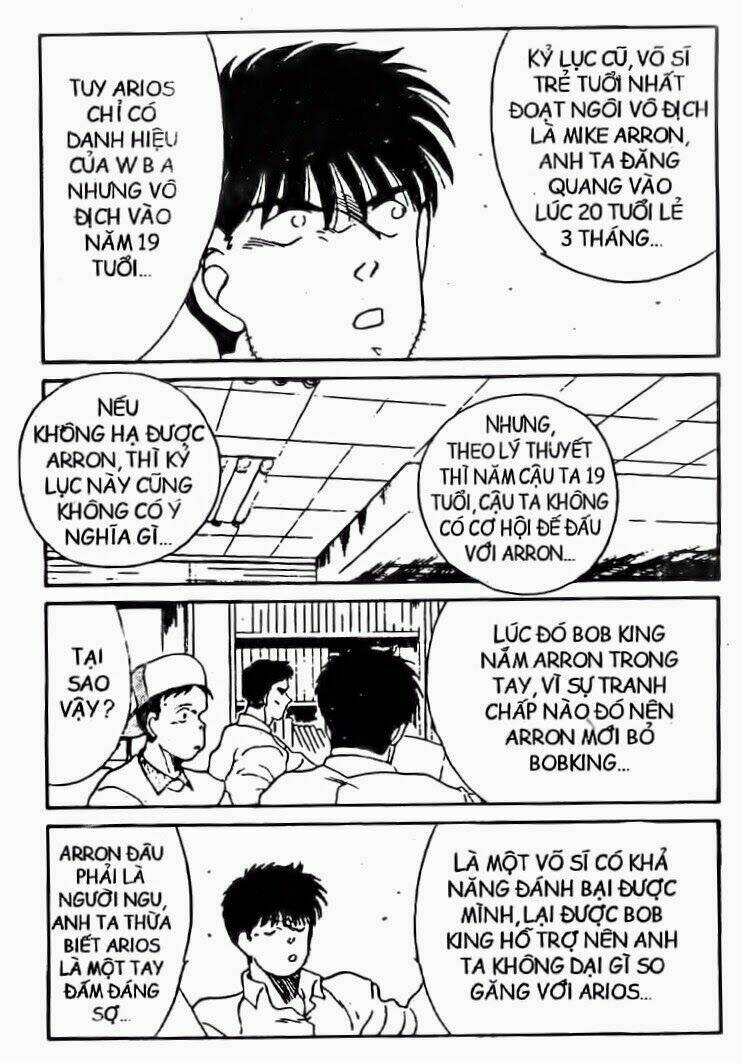 KỶ LỤC CŨ, VÕ SĨ
TRẺ TUỔI NHẤT
ĐOẠT NGÔI VÔ ĐỊCH
LÀ MIKE ARRON,
ANH TA ĐĂNG
QUANG VÀO
LÚC 20 TUỔI LẺ
3 THÁNG...
TUY ARIOS
CHỈ CÓ
DANH HIỆU
CỦA W B A
NHƯNG VÔ
ĐỊCH VÀO
NĂM 19
TUỔI...
NHƯNG,
THEO LÝ THUYẾT
THÌ NĂM CẬU TA 19
TUỔI, CẬU TA KHÔNG
CÓ CƠ HỘI ĐỂ ĐẤU
VỚI ARRON...
NẾU
KHÔNG HẠ ĐƯỢC
ARRON, THÌ KỶ
LỤC NÀY CŨNG
KHÔNG CÓ Ý
NGHĨA GÌ...
LÚC ĐÓ BOB KING
NẮM ARRON TRONG
TAY, VÌ SỰ TRANH
CHẤP NÀO ĐÓ NÊN
ARRON MỚI BỎ
BOBKING...
TẠI
SAO
VẬY?
LÀ MỘT VÕ SĨ CÓ KHẢ
NĂNG ĐÁNH BẠI ĐƯỢC
MÌNH, LẠI ĐƯỢC BOB
KING HỖ TRỢ NÊN ANH
TA KHÔNG DẠI GÌ SO
GĂNG VỚI ARIOS...
ARRON ĐÂU
PHẢI LÀ
NGƯỜI NGU,
ANH TA THỪA
BIẾT ARIOS
LÀ MỘT TAY
ĐẤM ĐÁNG
SỢ...